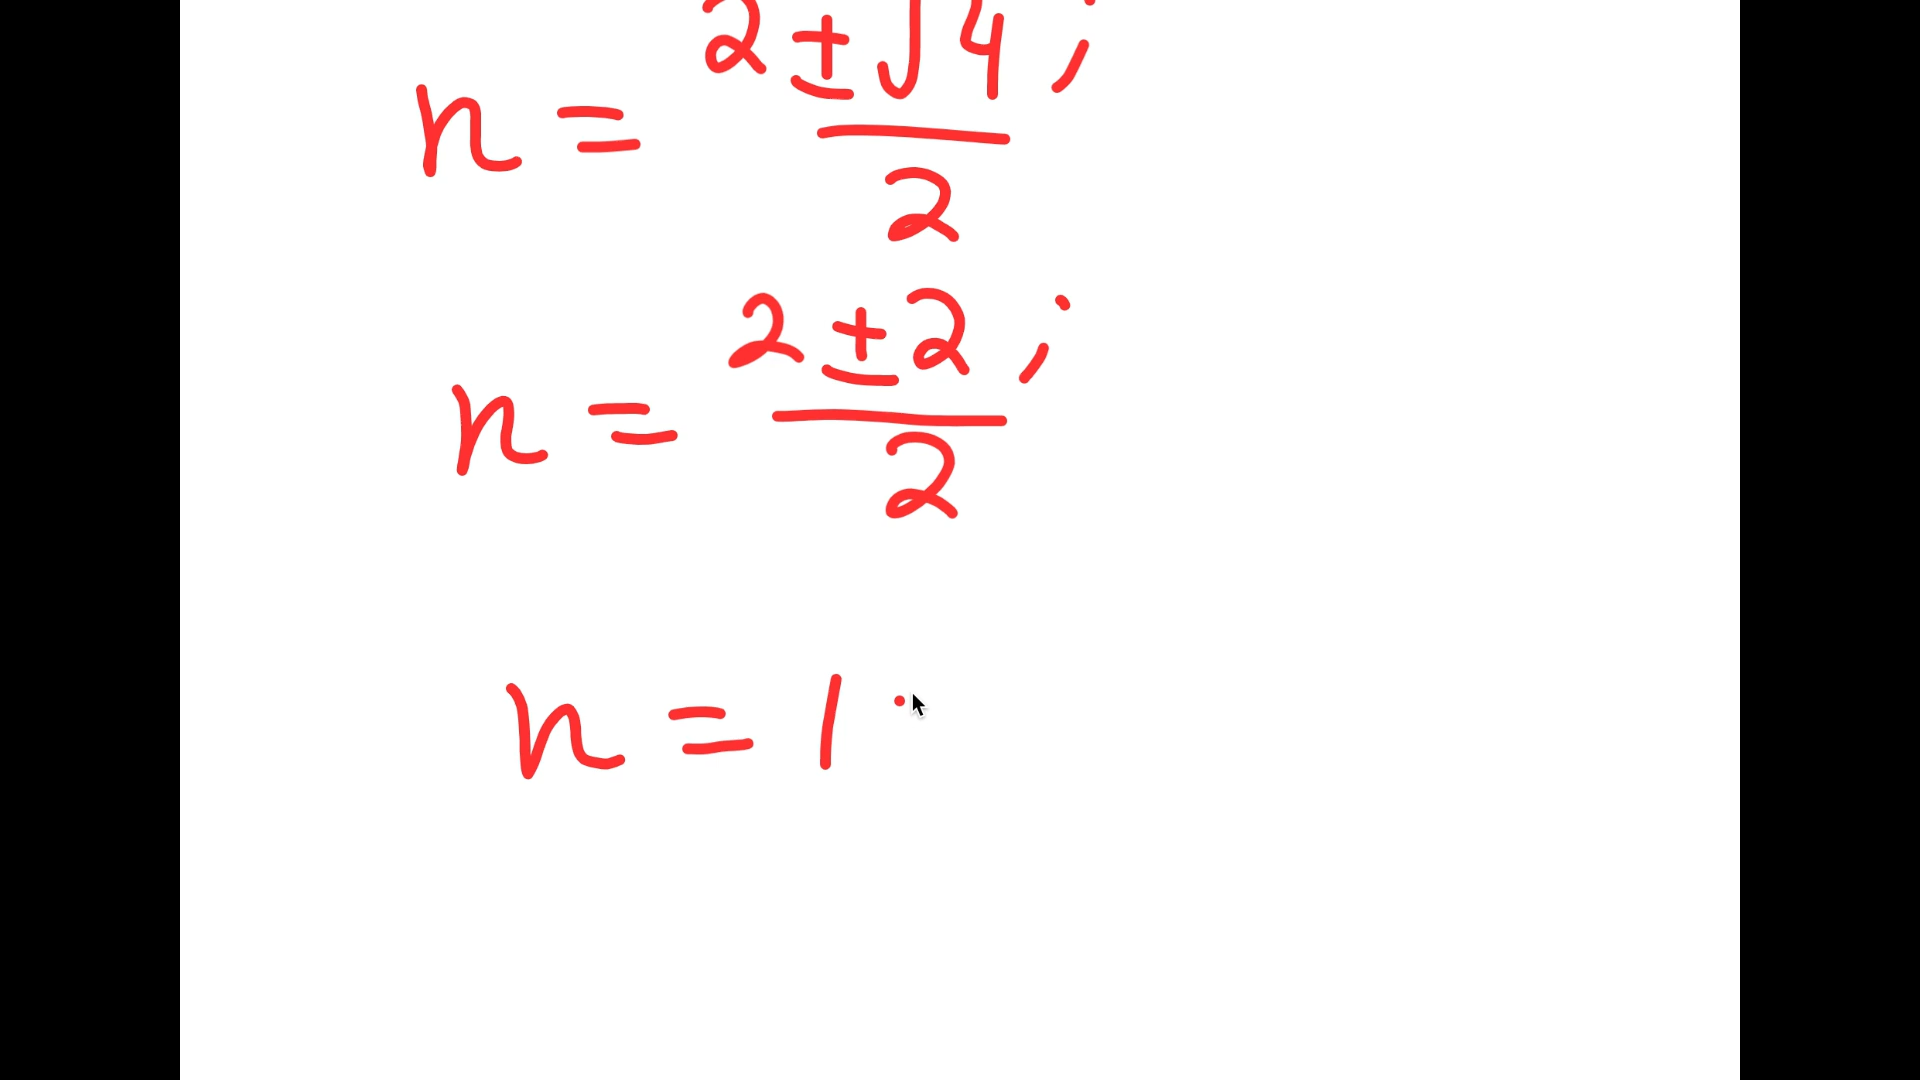 n = (2 ± √4) / 2 ;
n = (2 ± 2) / 2 ;
n = 1